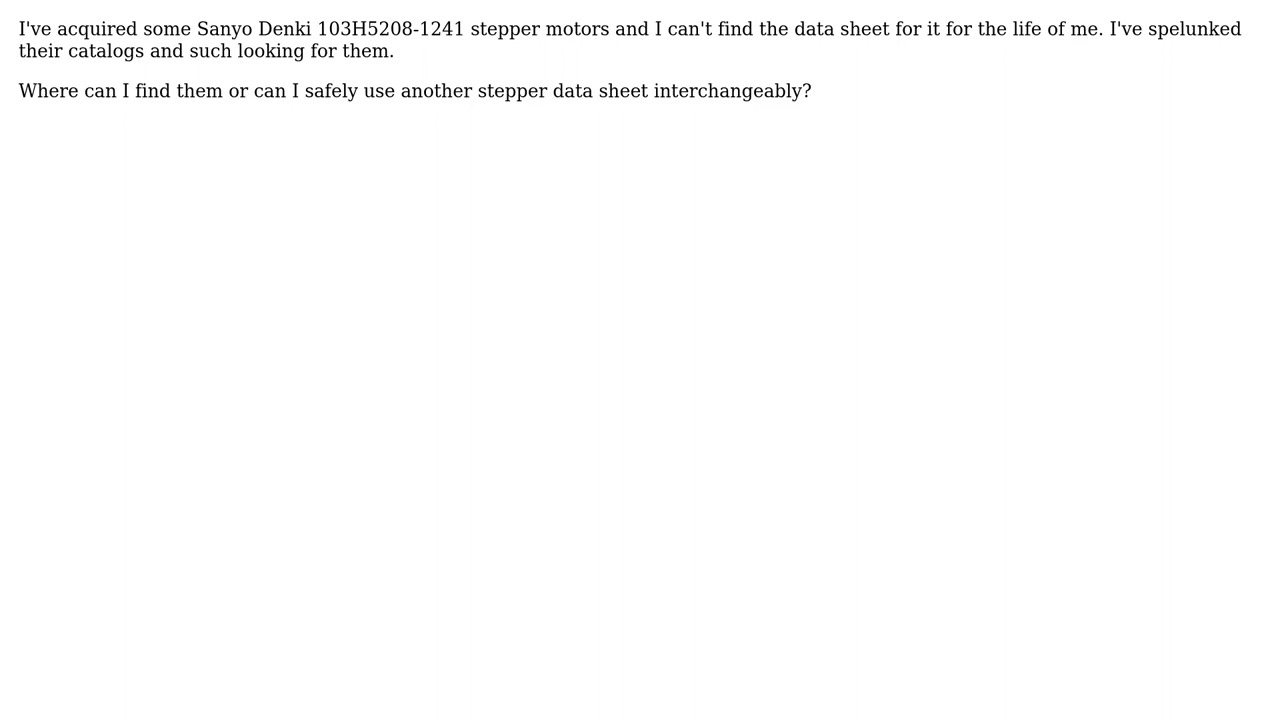 I've acquired some Sanyo Denki 103H5208-1241 stepper motors and I can't find the data sheet for it for the life of me. I've spelunked
their catalogs and such looking for them.
Where can I find them or can I safely use another stepper data sheet interchangeably?